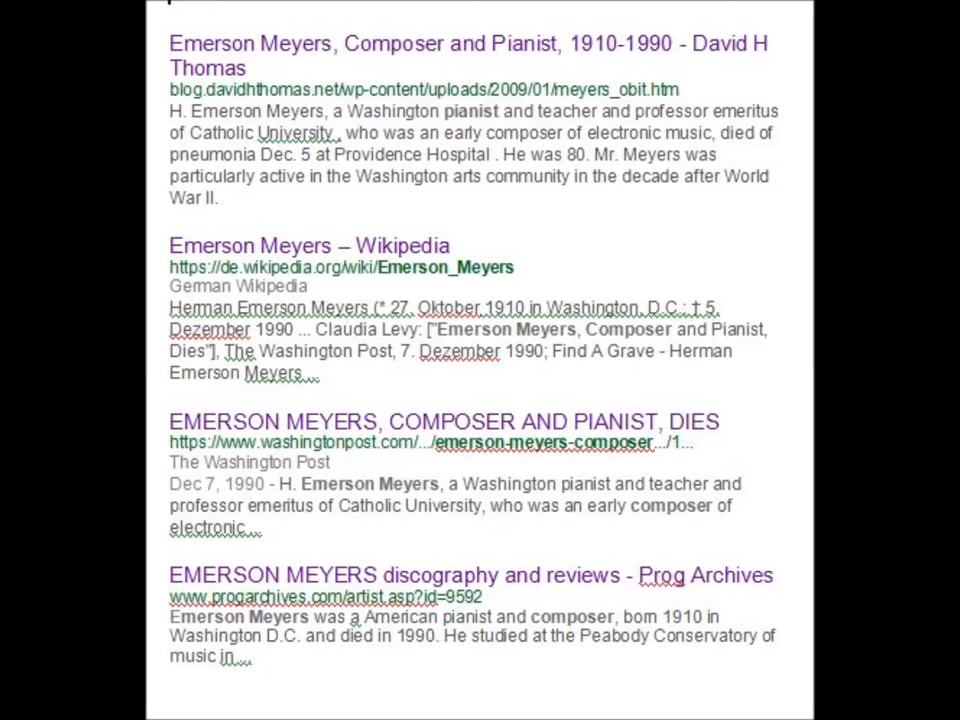 Emerson Meyers, Composer and Pianist, 1910-1990 - David H
Thomas
blog.davidhthomas.net/wp-content/uploads/2009/01/meyers_obit.htm
H. Emerson Meyers, a Washington pianist and teacher and professor emeritus
of Catholic University , who was an early composer of electronic music, died of
pneumonia Dec. 5 at Providence Hospital . He was 80. Mr. Meyers was
particularly active in the Washington arts community in the decade after World
War II.
Emerson Meyers – Wikipedia
https://de.wikipedia.org/wiki/Emerson_Meyers
German Wikipedia
Herman Emerson Meyers (* 27. Oktober 1910 in Washington, D.C.; † 5.
Dezember 1990 ... Claudia Levy: ["Emerson Meyers, Composer and Pianist,
Dies"], The Washington Post, 7. Dezember 1990; Find A Grave - Herman
Emerson Meyers ...
EMERSON MEYERS, COMPOSER AND PIANIST, DIES
https://www.washingtonpost.com/.../emerson-meyers-composer.../1...
The Washington Post
Dec 7, 1990 - H. Emerson Meyers, a Washington pianist and teacher and
professor emeritus of Catholic University, who was an early composer of
electronic ...
EMERSON MEYERS discography and reviews - Prog Archives
www.progarchives.com/artist.asp?id=9592
Emerson Meyers was a American pianist and composer, born 1910 in
Washington D.C. and died in 1990. He studied at the Peabody Conservatory of
music in ...